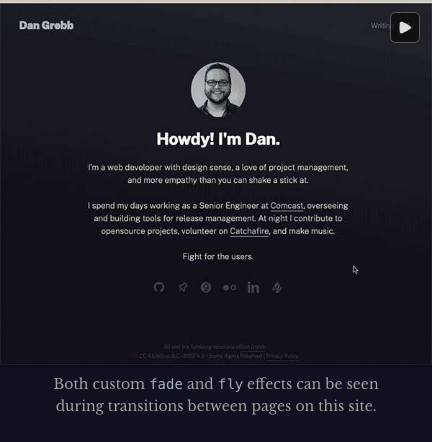 Dan Grebb
Writin
Howdy! I'm Dan.
I'm a web developer with design sense, a love of project management,
and more empathy than you can shake a stick at.
I spend my days working as a Senior Engineer at Comcast, overseeing
and building tools for release management. At night I contribute to
opensource projects, volunteer on Catchafire, and make music.
Fight for the users.
in
Both custom fade and fly effects can be seen
during transitions between pages on this site.